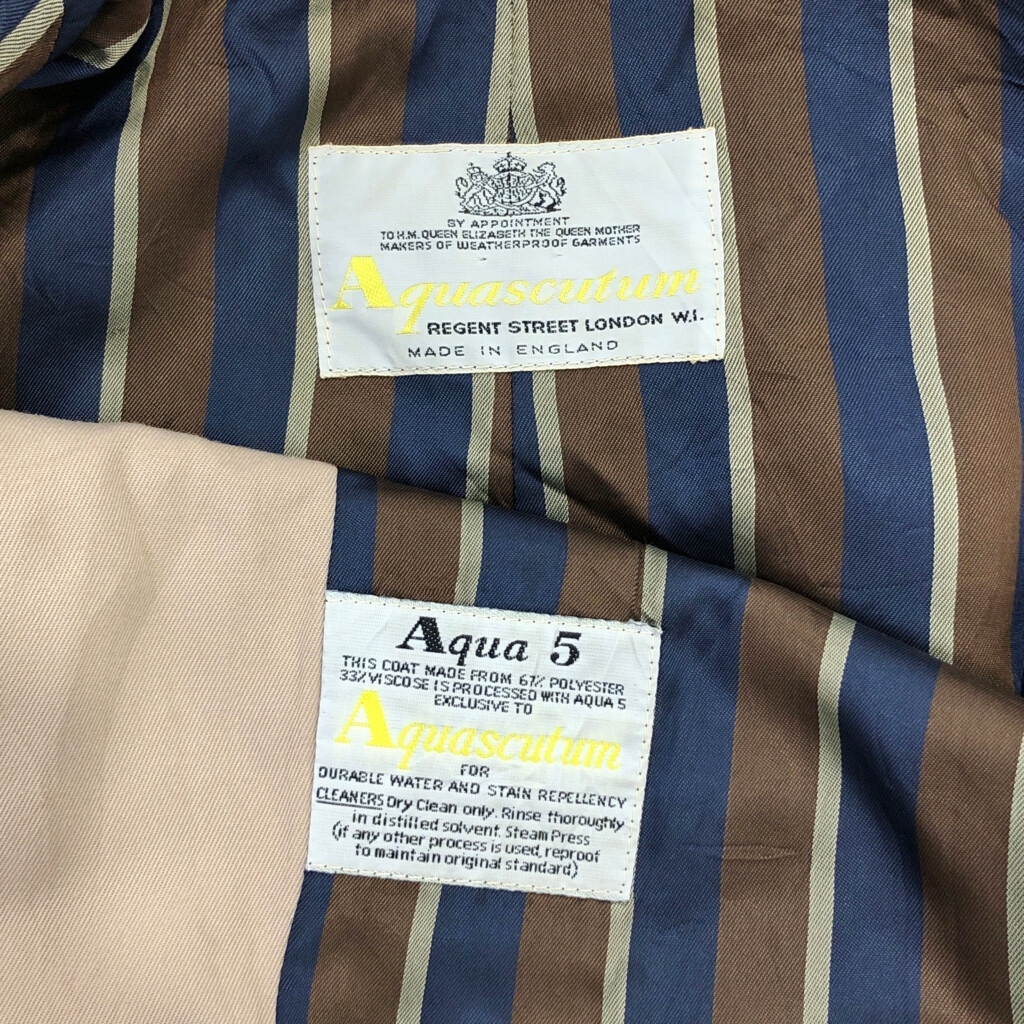 BY APPOINTMENT
TO H.M. QUEEN ELIZABETH THE QUEEN MOTHER
MAKERS OF WEATHERPROOF GARMENTS
Aquascutum
REGENT STREET LONDON W.I.
MADE IN ENGLAND
Aqua 5
THIS COAT MADE FROM 67% POLYESTER
33% VISCOSE IS PROCESSED WITH AQUA 5
EXCLUSIVE TO
Aquascutum
FOR
DURABLE WATER AND STAIN REPELLENCY
CLEANERS Dry Clean only. Rinse thoroughly
in distilled solvent. Steam Press
(if any other process is used, reproof
to maintain original standard)